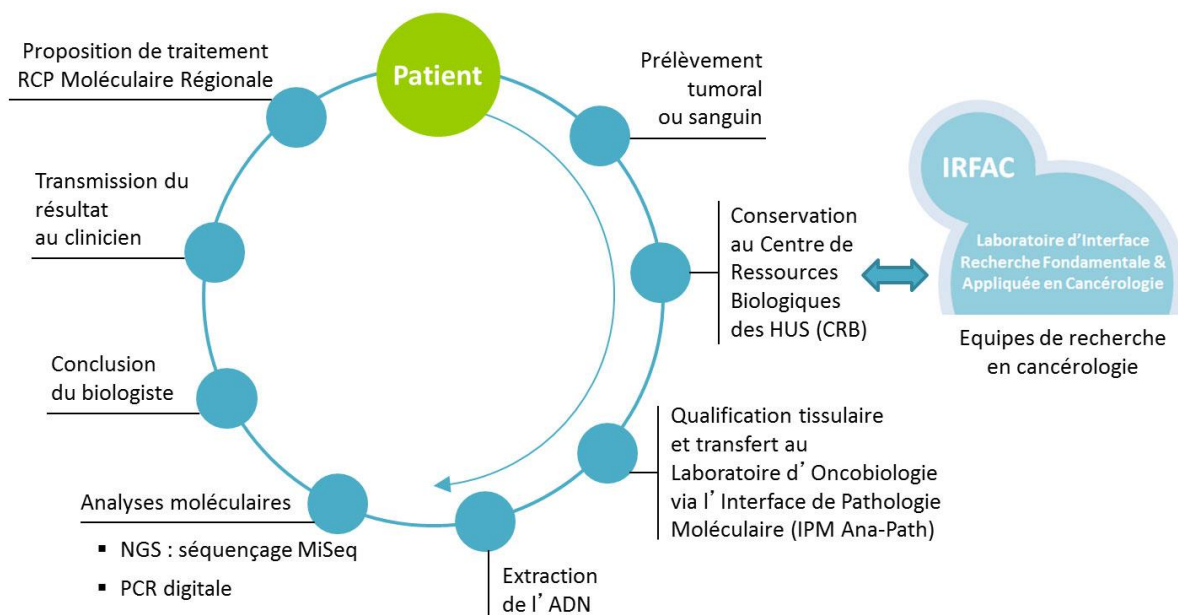 Patient
Prélèvement
tumoral
ou sanguin
Conservation
au Centre de
Ressources
Biologiques
des HUS (CRB)
IRFAC
Laboratoire d'Interface
Recherche Fondamentale &
Appliquée en Cancérologie
Equipes de recherche
en cancérologie
Qualification tissulaire
et transfert au
Laboratoire d' Oncobiologie
via l' Interface de Pathologie
Moléculaire (IPM Ana-Path)
Extraction
de l' ADN
Analyses moléculaires
▪ NGS : séquençage MiSeq
▪ PCR digitale
Conclusion
du biologiste
Transmission du
résultat
au clinicien
Proposition de traitement
RCP Moléculaire Régionale